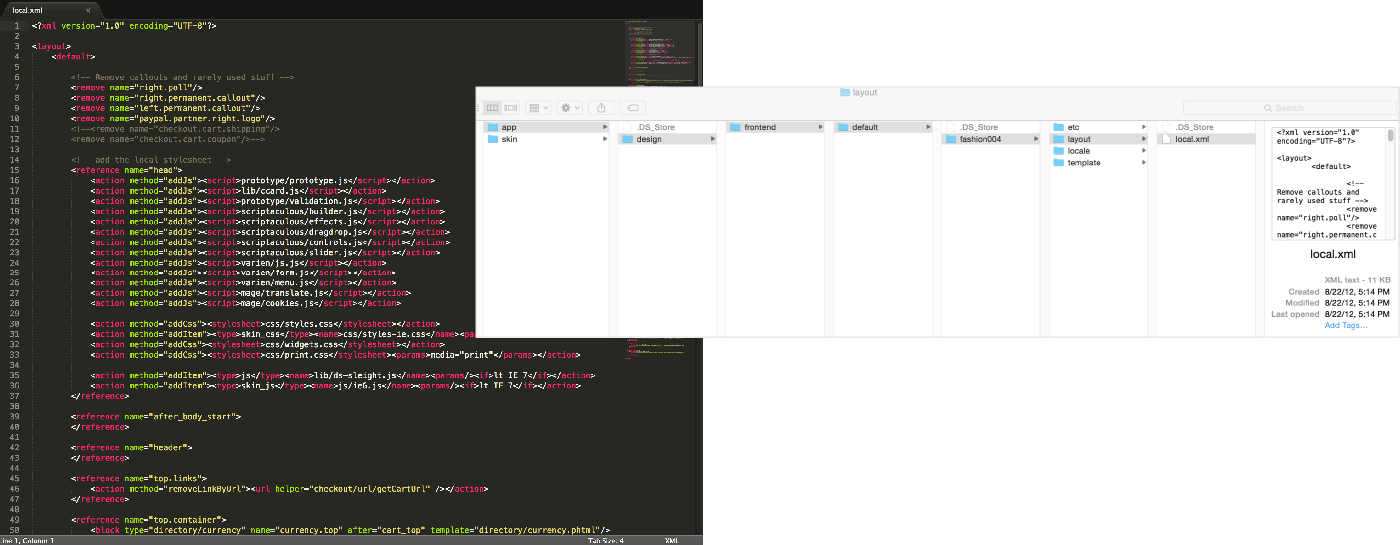 local.xml ×
1 <?xml version="1.0" encoding="UTF-8"?>
2
3 <layout>
4 <default>
5
6 <!-- Remove callouts and rarely used stuff -->
7 <remove name="right.poll"/>
8 <remove name="right.permanent.callout"/>
9 <remove name="left.permanent.callout"/>
10 <remove name="paypal.partner.right.logo"/>
11 <!--<remove name="checkout.cart.shipping"/>
12 <remove name="checkout.cart.coupon"/>-->
13
14 <!-- add the local stylesheet -->
15 <reference name="head">
16 <action method="addJs"><script>prototype/prototype.js</script></action>
17 <action method="addJs"><script>lib/ccard.js</script></action>
18 <action method="addJs"><script>prototype/validation.js</script></action>
19 <action method="addJs"><script>scriptaculous/builder.js</script></action>
20 <action method="addJs"><script>scriptaculous/effects.js</script></action>
21 <action method="addJs"><script>scriptaculous/dragdrop.js</script></action>
22 <action method="addJs"><script>scriptaculous/controls.js</script></action>
23 <action method="addJs"><script>scriptaculous/slider.js</script></action>
24 <action method="addJs"><script>varien/js.js</script></action>
25 <action method="addJs"><script>varien/form.js</script></action>
26 <action method="addJs"><script>varien/menu.js</script></action>
27 <action method="addJs"><script>mage/translate.js</script></action>
28 <action method="addJs"><script>mage/cookies.js</script></action>
29
30 <action method="addCss"><stylesheet>css/styles.css</stylesheet></action>
31 <action method="addItem"><type>skin_css</type><name>css/styles-ie.css</name><pa
32 <action method="addCss"><stylesheet>css/widgets.css</stylesheet></action>
33 <action method="addCss"><stylesheet>css/print.css</stylesheet><params>media="print"</params></action>
34
35 <action method="addItem"><type>js</type><name>lib/ds-sleight.js</name><params/><if>lt IE 7</if></action>
36 <action method="addItem"><type>skin_js</type><name>js/ie6.js</name><params/><if>lt IE 7</if></action>
37 </reference>
38
39 <reference name="after_body_start">
40 </reference>
41
42 <reference name="header">
43 </reference>
44
45 <reference name="top.links">
46 <action method="removeLinkByUrl"><url helper="checkout/url/getCartUrl" /></action>
47 </reference>
48
49 <reference name="top.container">
50 <block type="directory/currency" name="currency.top" after="cart_top" template="directory/currency.phtml"/>
Line 1, Column 1 Tab Size: 4 XML
layout
Search
app
skin
.DS_Store
design
frontend
default
.DS_Store
fashion004
etc
layout
locale
template
.DS_Store
local.xml
<?xml version="1.0"
encoding="UTF-8"?>
<layout>
<default>
<!--
Remove callouts and
rarely used stuff -->
<remove
name="right.poll"/>
<remove
name="right.permanent.c
local.xml
XML text - 11 KB
Created 8/22/12, 5:14 PM
Modified 8/22/12, 5:14 PM
Last opened 8/22/12, 5:14 PM
Add Tags...